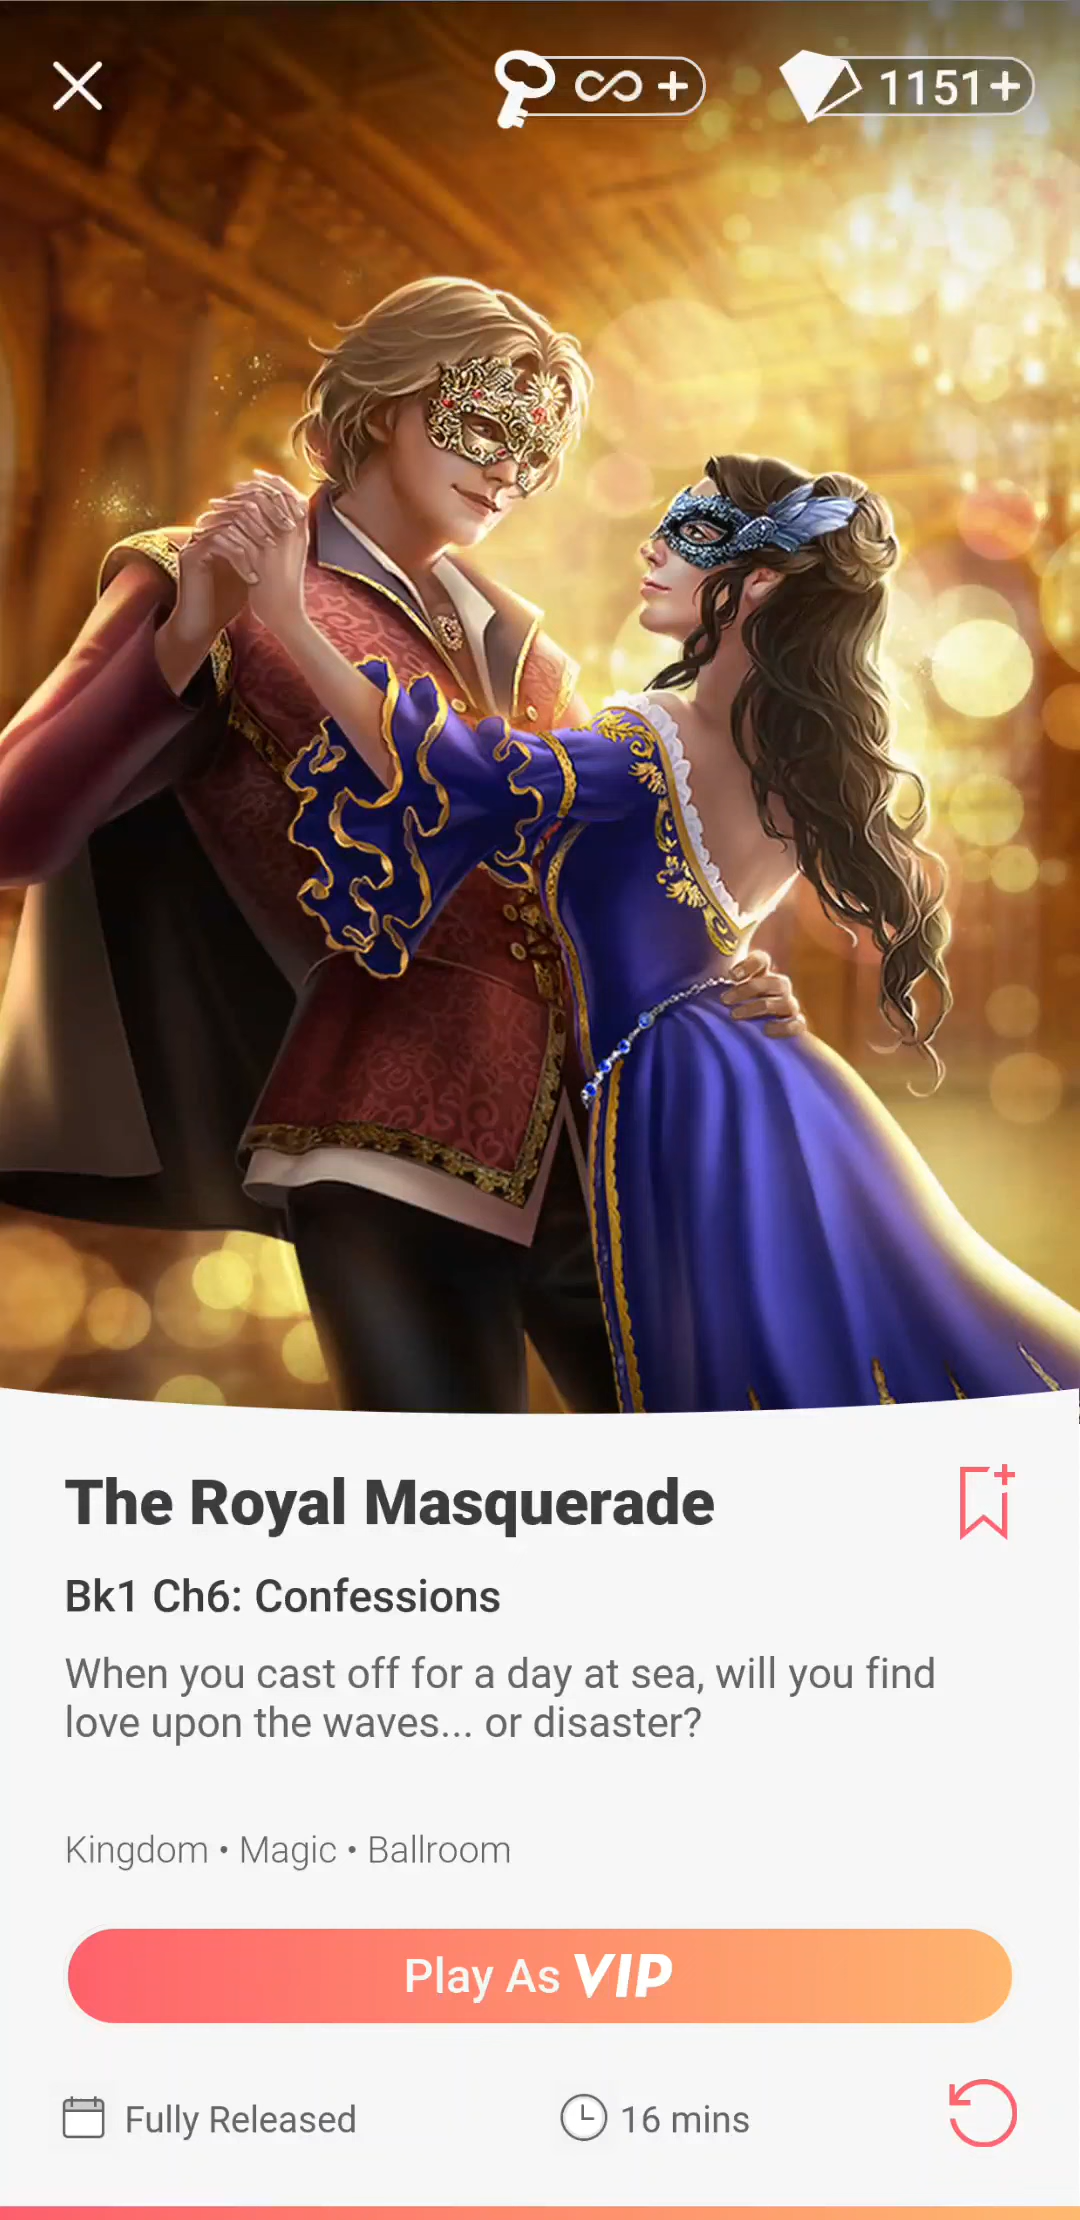 ∞ +
1151+
The Royal Masquerade
Bk1 Ch6: Confessions
When you cast off for a day at sea, will you find
love upon the waves... or disaster?
Kingdom • Magic • Ballroom
Play As VIP
Fully Released
16 mins